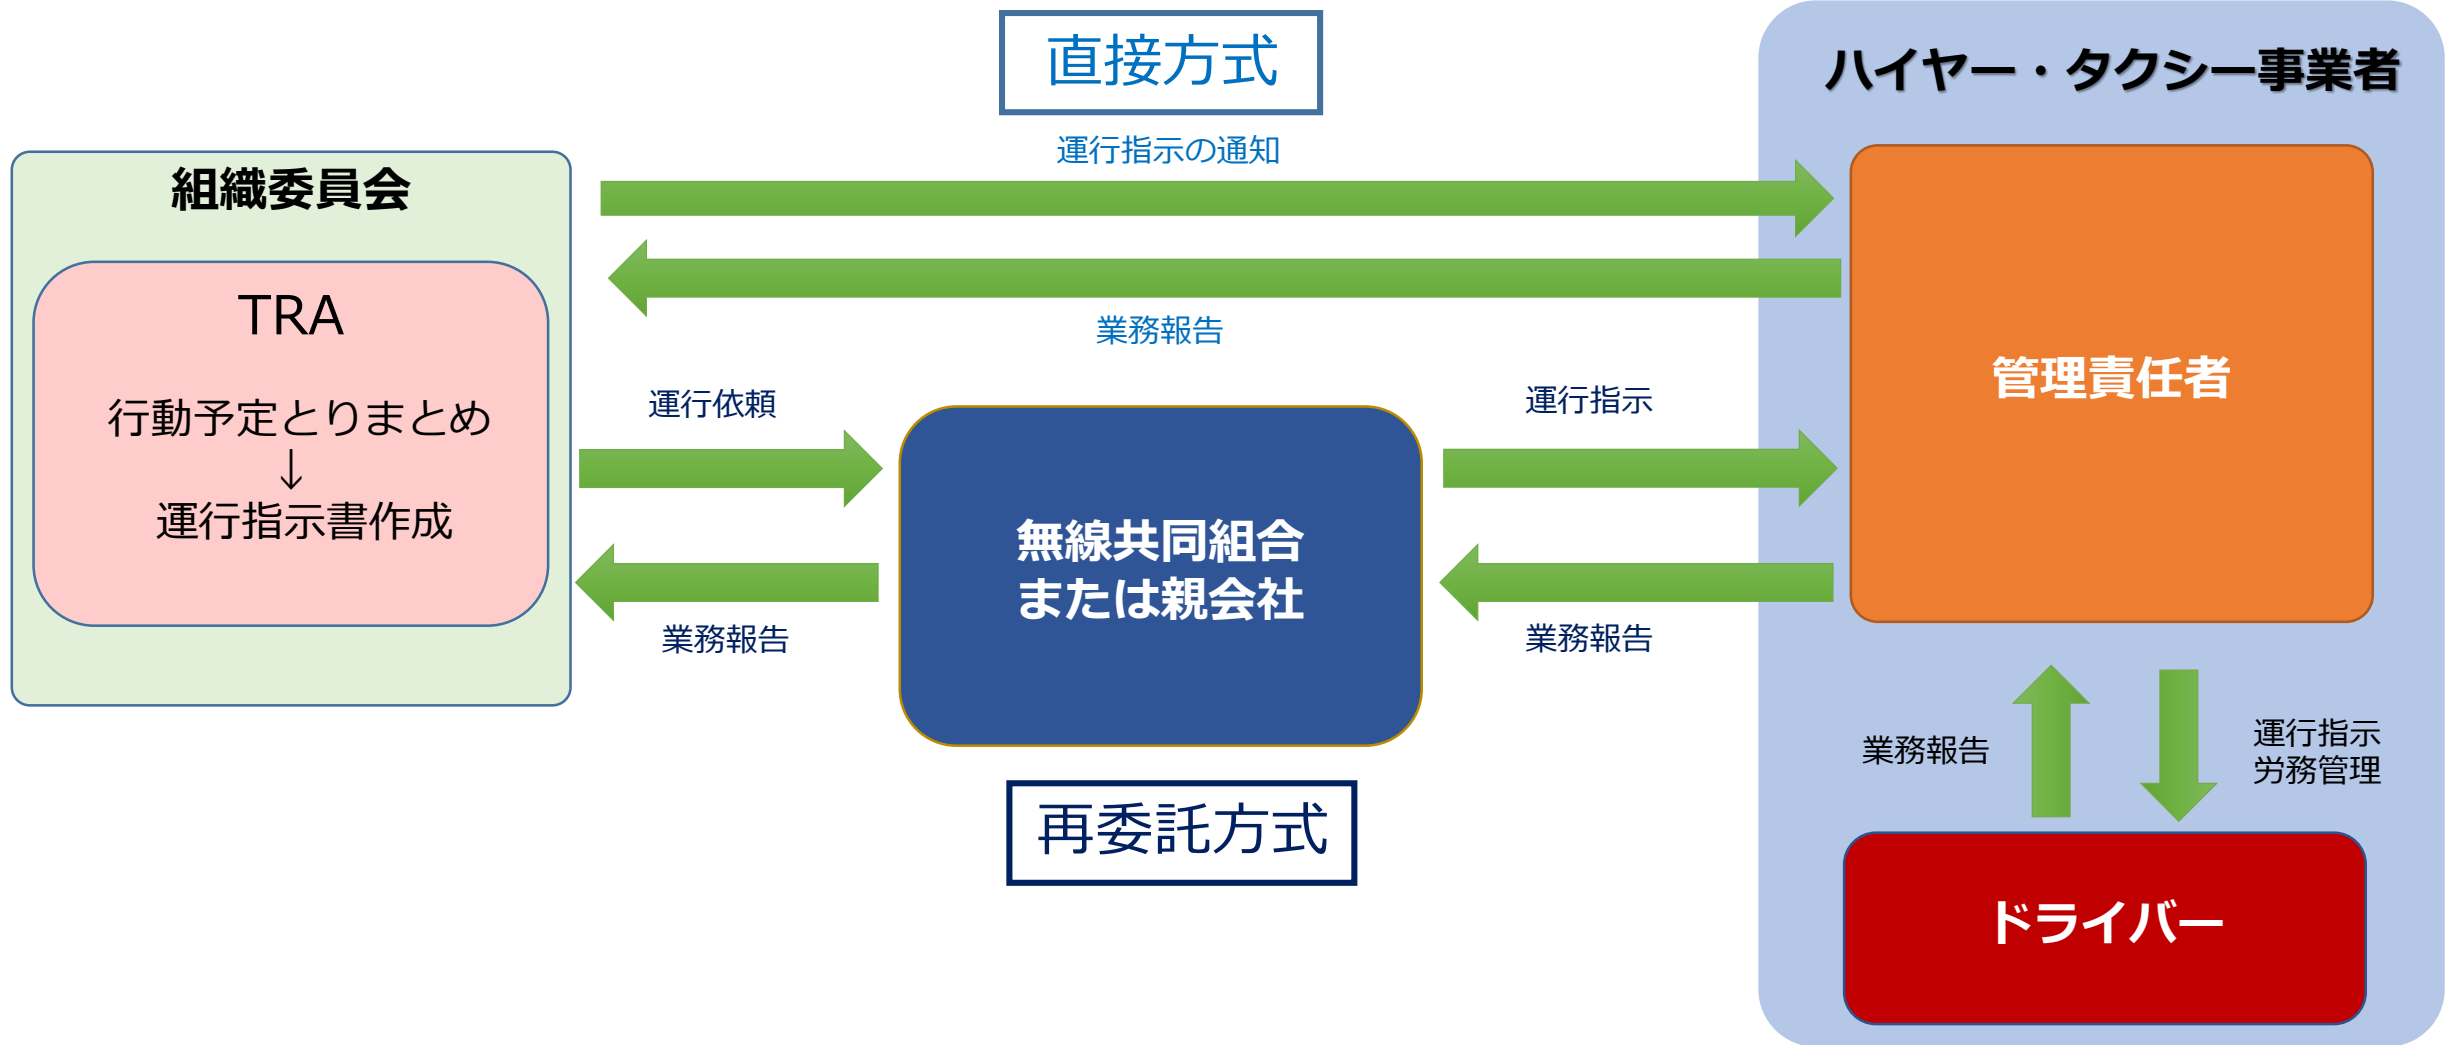 直接方式
ハイヤー・タクシー事業者
運行指示の通知
組織委員会
TRA
行動予定とりまとめ
↓
運行指示書作成
業務報告
運行依頼
運行指示
管理責任者
無線共同組合
または親会社
業務報告
業務報告
業務報告
運行指示
労務管理
再委託方式
ドライバー